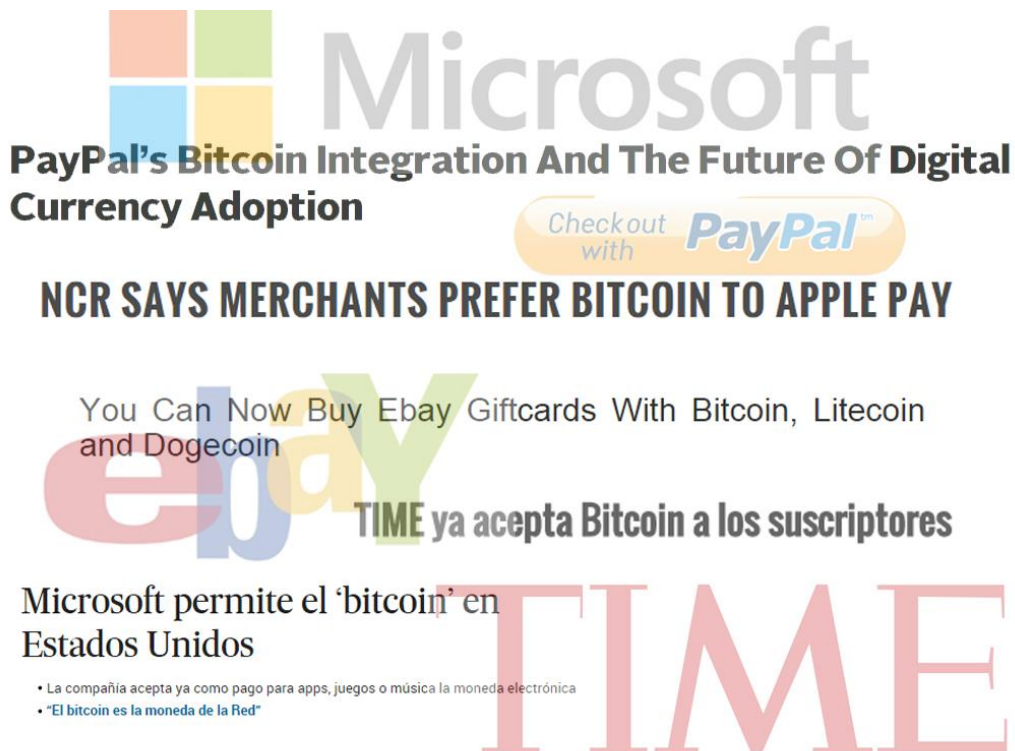 Microsoft
PayPal's Bitcoin Integration And The Future Of Digital
Currency Adoption
Checkout
with PayPal™
NCR SAYS MERCHANTS PREFER BITCOIN TO APPLE PAY
You Can Now Buy Ebay Giftcards With Bitcoin, Litecoin
and Dogecoin
ebaY
TIME ya acepta Bitcoin a los suscriptores
Microsoft permite el ‘bitcoin’ en
Estados Unidos
• La compañía acepta ya como pago para apps, juegos o música la moneda electrónica
• “El bitcoin es la moneda de la Red”
TIME